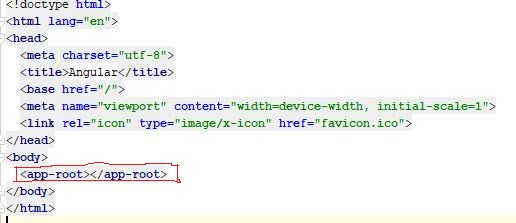 <!doctype html>
<html lang="en">
<head>
<meta charset="utf-8">
<title>Angular</title>
<base href="/">
<meta name="viewport" content="width=device-width, initial-scale=1">
<link rel="icon" type="image/x-icon" href="favicon.ico">
</head>
<body>
<app-root></app-root>
</body>
</html>